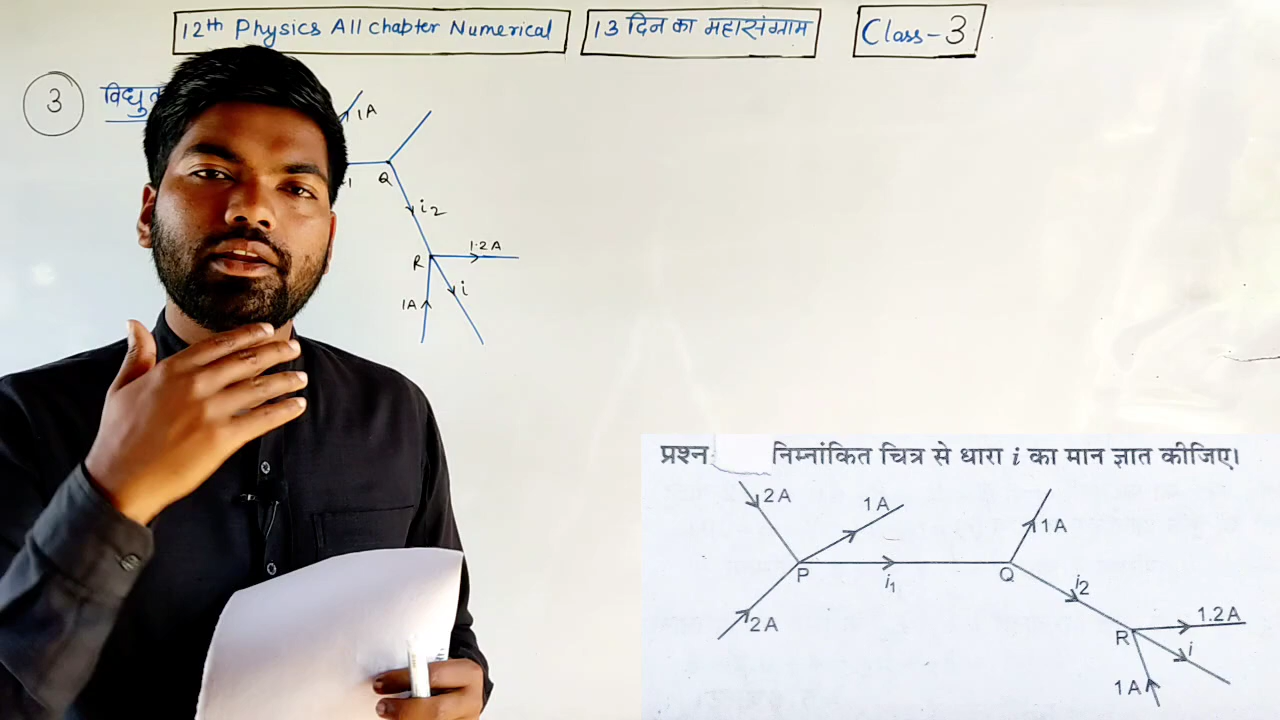 12th Physics All chapter Numerical
13 दिन का महासंग्राम
Class-3
3
1A
Q
i2
R
1.2A
i
1A
प्रश्न निम्नांकित चित्र से धारा i का मान ज्ञात कीजिए।
2A
1A
P
i1
Q
1A
2A
i2
1.2A
R
i
1A